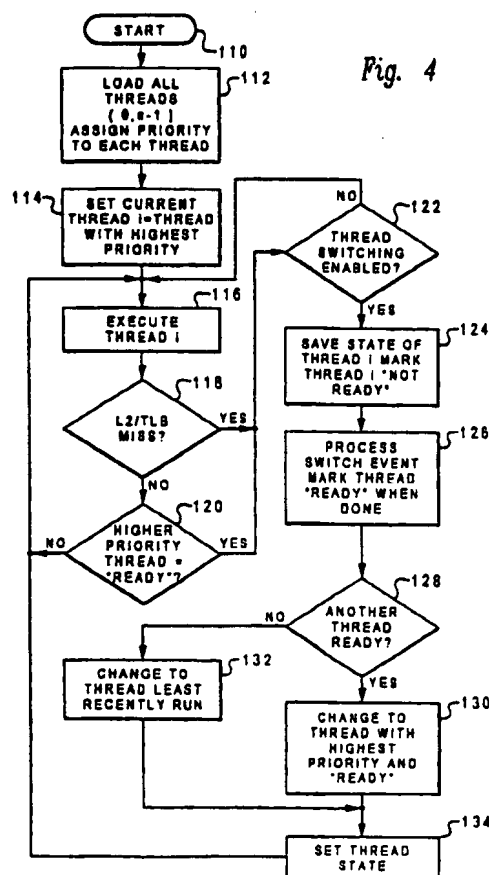 START
110
Fig. 4
112
LOAD ALL
THREADS
{ 0,n-1 ]
ASSIGN PRIORITY
TO EACH THREAD
114
SET CURRENT
THREAD i=THREAD
WITH HIGHEST
PRIORITY
NO
122
THREAD
SWITCHING
ENABLED?
YES
116
EXECUTE
THREAD i
124
SAVE STATE OF
THREAD i MARK
THREAD i "NOT
READY"
118
L2/TLB
MISS?
YES
NO
126
PROCESS
SWITCH EVENT
MARK THREAD
"READY" WHEN
DONE
120
HIGHER
PRIORITY
THREAD =
"READY"?
NO
YES
128
ANOTHER
THREAD
READY?
NO
YES
132
CHANGE TO
THREAD LEAST
RECENTLY RUN
130
CHANGE TO
THREAD WITH
HIGHEST
PRIORITY AND
"READY"
134
SET THREAD
STATE